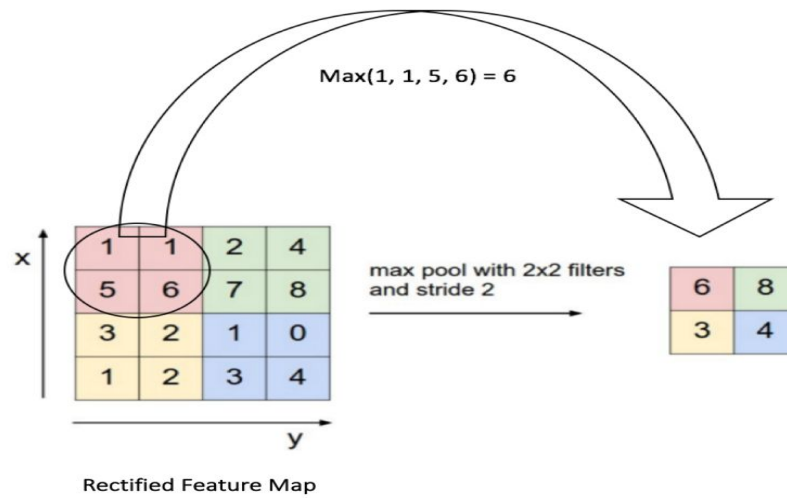 Max(1, 1, 5, 6) = 6
x
1 1 2 4
5 6 7 8
3 2 1 0
1 2 3 4
y
max pool with 2x2 filters
and stride 2
6 8
3 4
Rectified Feature Map